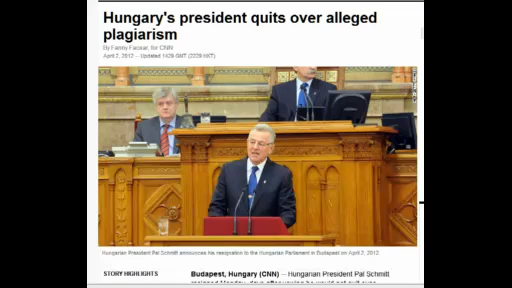 Hungary's president quits over alleged
plagiarism
By Fanny Facsar, for CNN
April 2, 2012 -- Updated 1429 GMT (2229 HKT)
Hungarian President Pal Schmitt announces his resignation to the Hungarian Parliament in Budapest on April 2, 2012.
STORY HIGHLIGHTS
Budapest, Hungary (CNN) -- Hungarian President Pal Schmitt